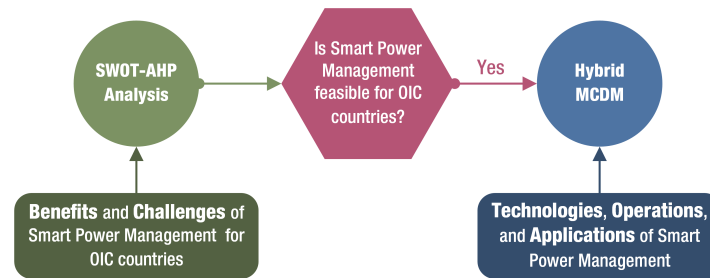 SWOT-AHP
Analysis
Is Smart Power
Management
feasible for OIC
countries?
Yes
Hybrid
MCDM
Benefits and Challenges of
Smart Power Management for
OIC countries
Technologies, Operations,
and Applications of Smart
Power Management